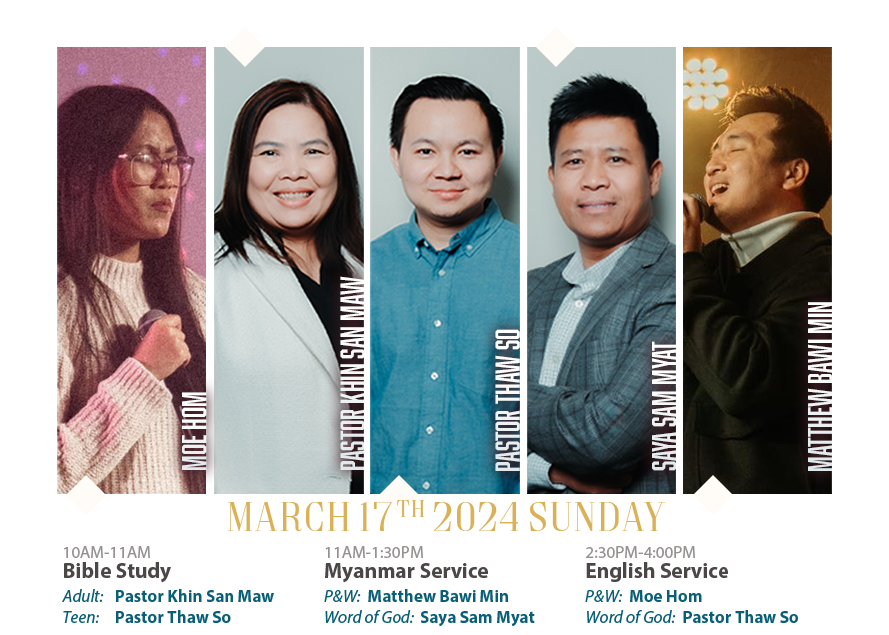 MOE HOM
PASTOR KHIN SAN MAW
PASTOR THAW SO
SAYA SAM MYAT
MATTHEW BAWI MIN
MARCH 17TH 2024 SUNDAY
10AM-11AM
Bible Study
Adult: Pastor Khin San Maw
Teen: Pastor Thaw So
11AM-1:30PM
Myanmar Service
P&W: Matthew Bawi Min
Word of God: Saya Sam Myat
2:30PM-4:00PM
English Service
P&W: Moe Hom
Word of God: Pastor Thaw So